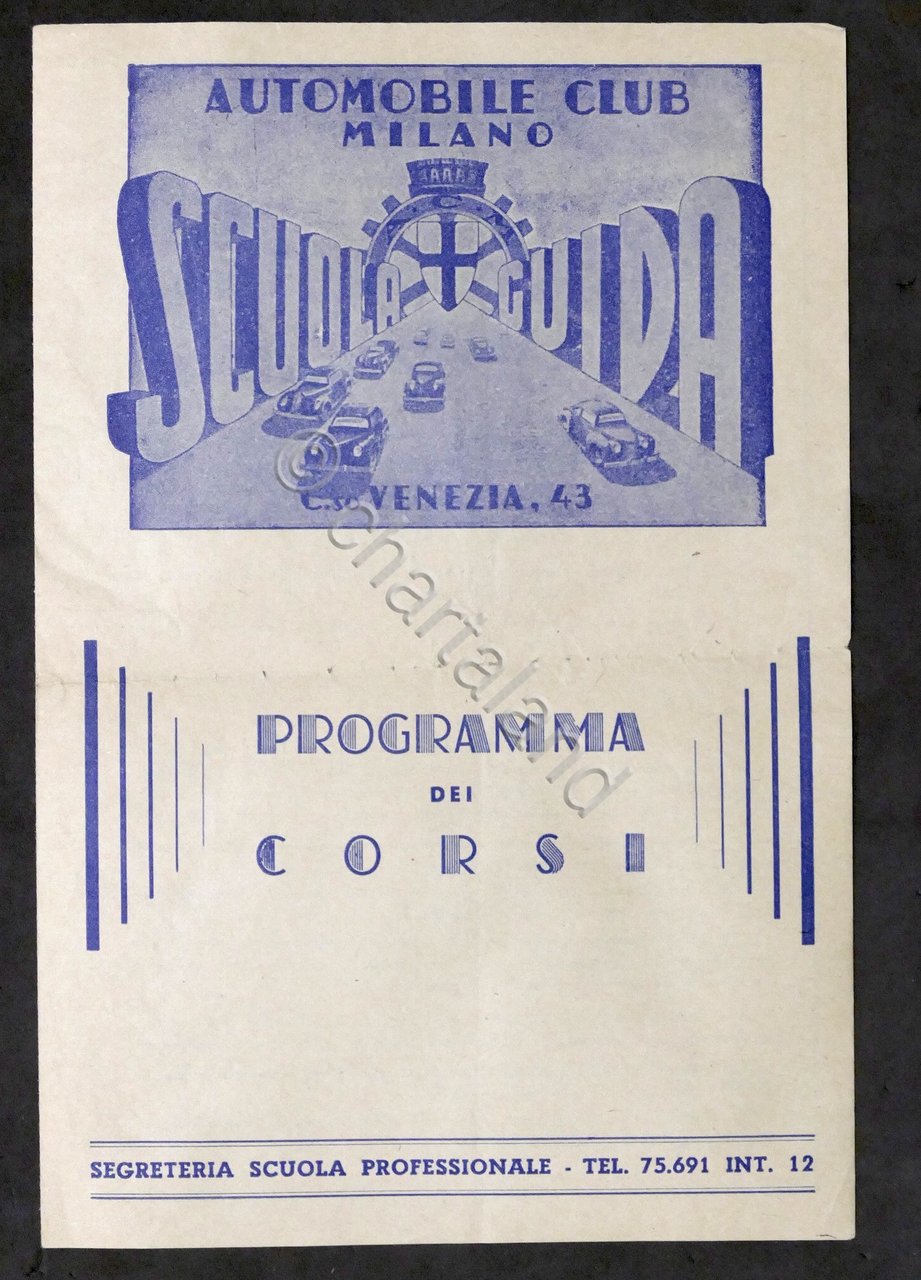 AUTOMOBILE CLUB
MILANO
A.C.M.
SCUOLA GUIDA
C.so VENEZIA, 43
© chartaland
PROGRAMMA
DEI
CORSI
SEGRETERIA SCUOLA PROFESSIONALE - TEL. 75.691 INT. 12